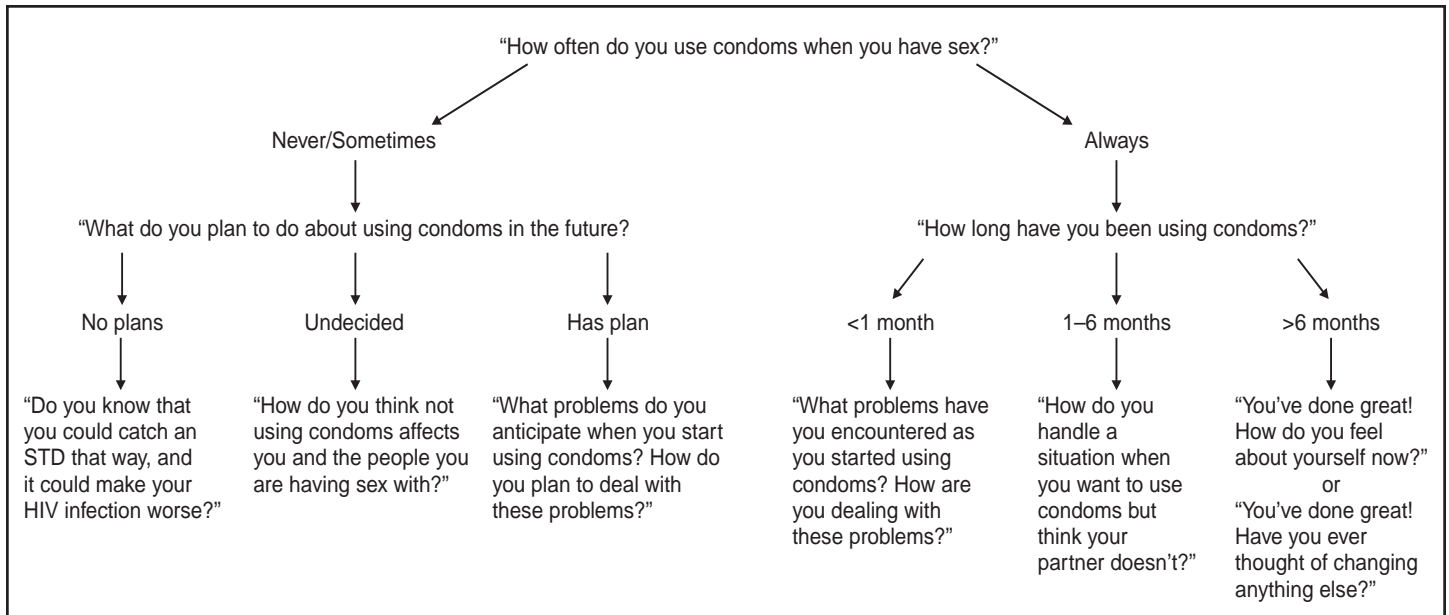 “How often do you use condoms when you have sex?”
Never/Sometimes
Always
“What do you plan to do about using condoms in the future?
“How long have you been using condoms?”
No plans
Undecided
Has plan
<1 month
1–6 months
>6 months
“Do you know that
you could catch an
STD that way, and
it could make your
HIV infection worse?”
“How do you think not
using condoms affects
you and the people you
are having sex with?”
“What problems do you
anticipate when you start
using condoms? How do
you plan to deal with
these problems?”
“What problems have
you encountered as
you started using
condoms? How are
you dealing with
these problems?”
“How do you
handle a
situation when
you want to use
condoms but
think your
partner doesn’t?”
“You’ve done great!
How do you feel
about yourself now?”
or
“You’ve done great!
Have you ever
thought of changing
anything else?”